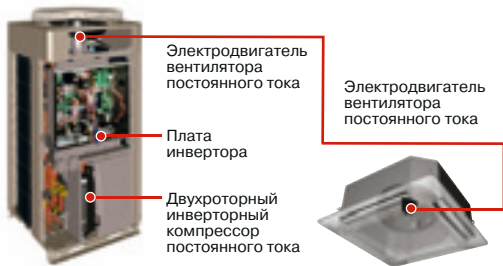 Электродвигатель
вентилятора
постоянного тока
Электродвигатель
вентилятора
постоянного тока
Плата
инвертора
Двухроторный
инверторный
компрессор
постоянного тока